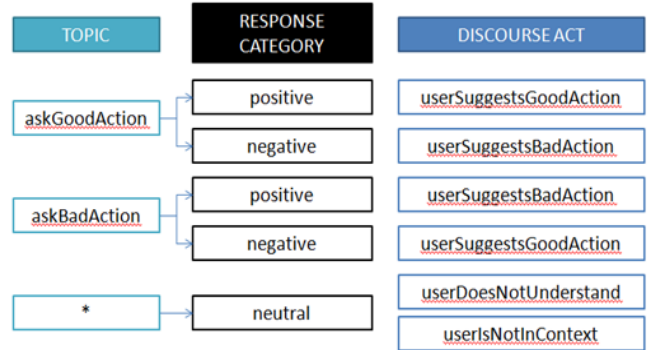 TOPIC
RESPONSE
CATEGORY
DISCOURSE ACT
askGoodAction
positive
userSuggestsGoodAction
negative
userSuggestsBadAction
askBadAction
positive
userSuggestsBadAction
negative
userSuggestsGoodAction
*
neutral
userDoesNotUnderstand
userIsNotInContext